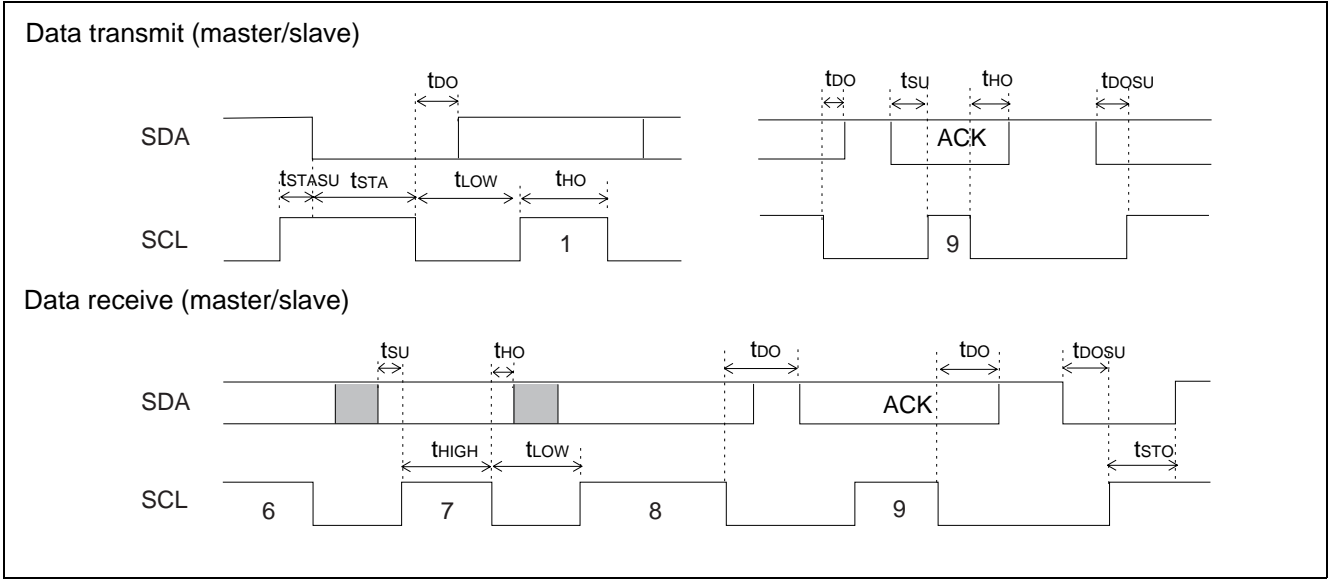 Data transmit (master/slave)
tDO tDO tSU tHO tDOSU
SDA ACK
tSTASU tSTA tLOW tHO
SCL 1 9
Data receive (master/slave)
tSU tHO tDO tDO tDOSU
SDA ACK
tHIGH tLOW tSTO
SCL 6 7 8 9